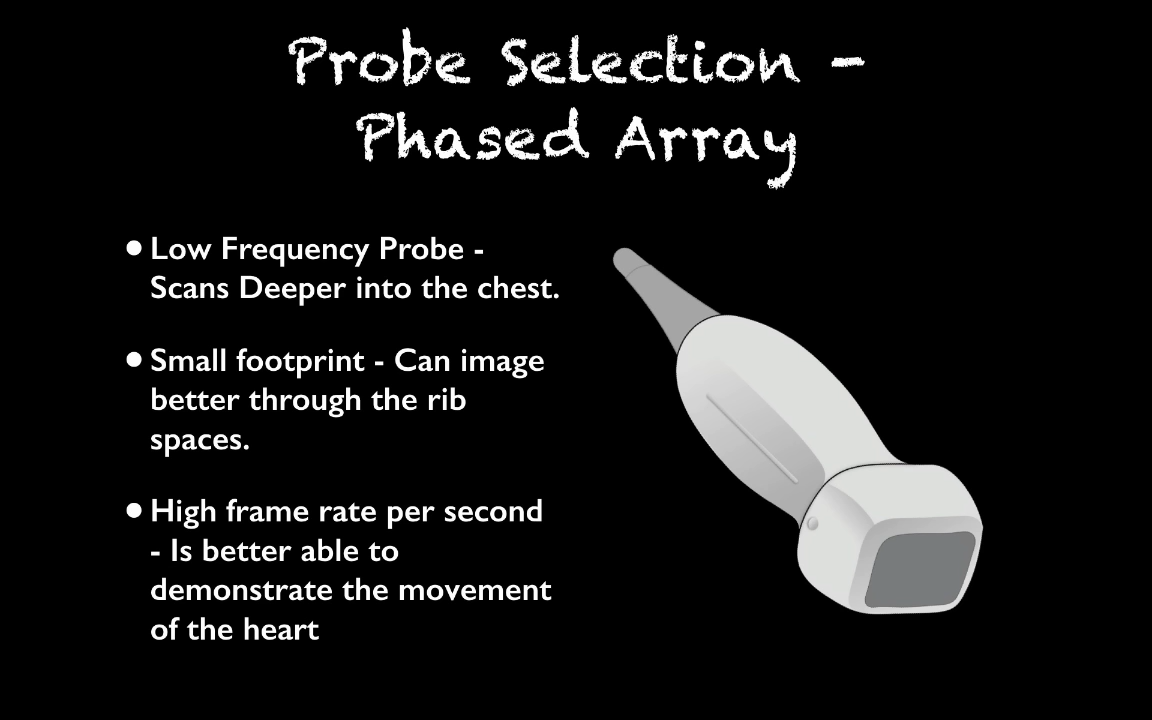 Probe Selection -
Phased Array
• Low Frequency Probe -
Scans Deeper into the chest.
• Small footprint - Can image
better through the rib
spaces.
• High frame rate per second
- Is better able to
demonstrate the movement
of the heart